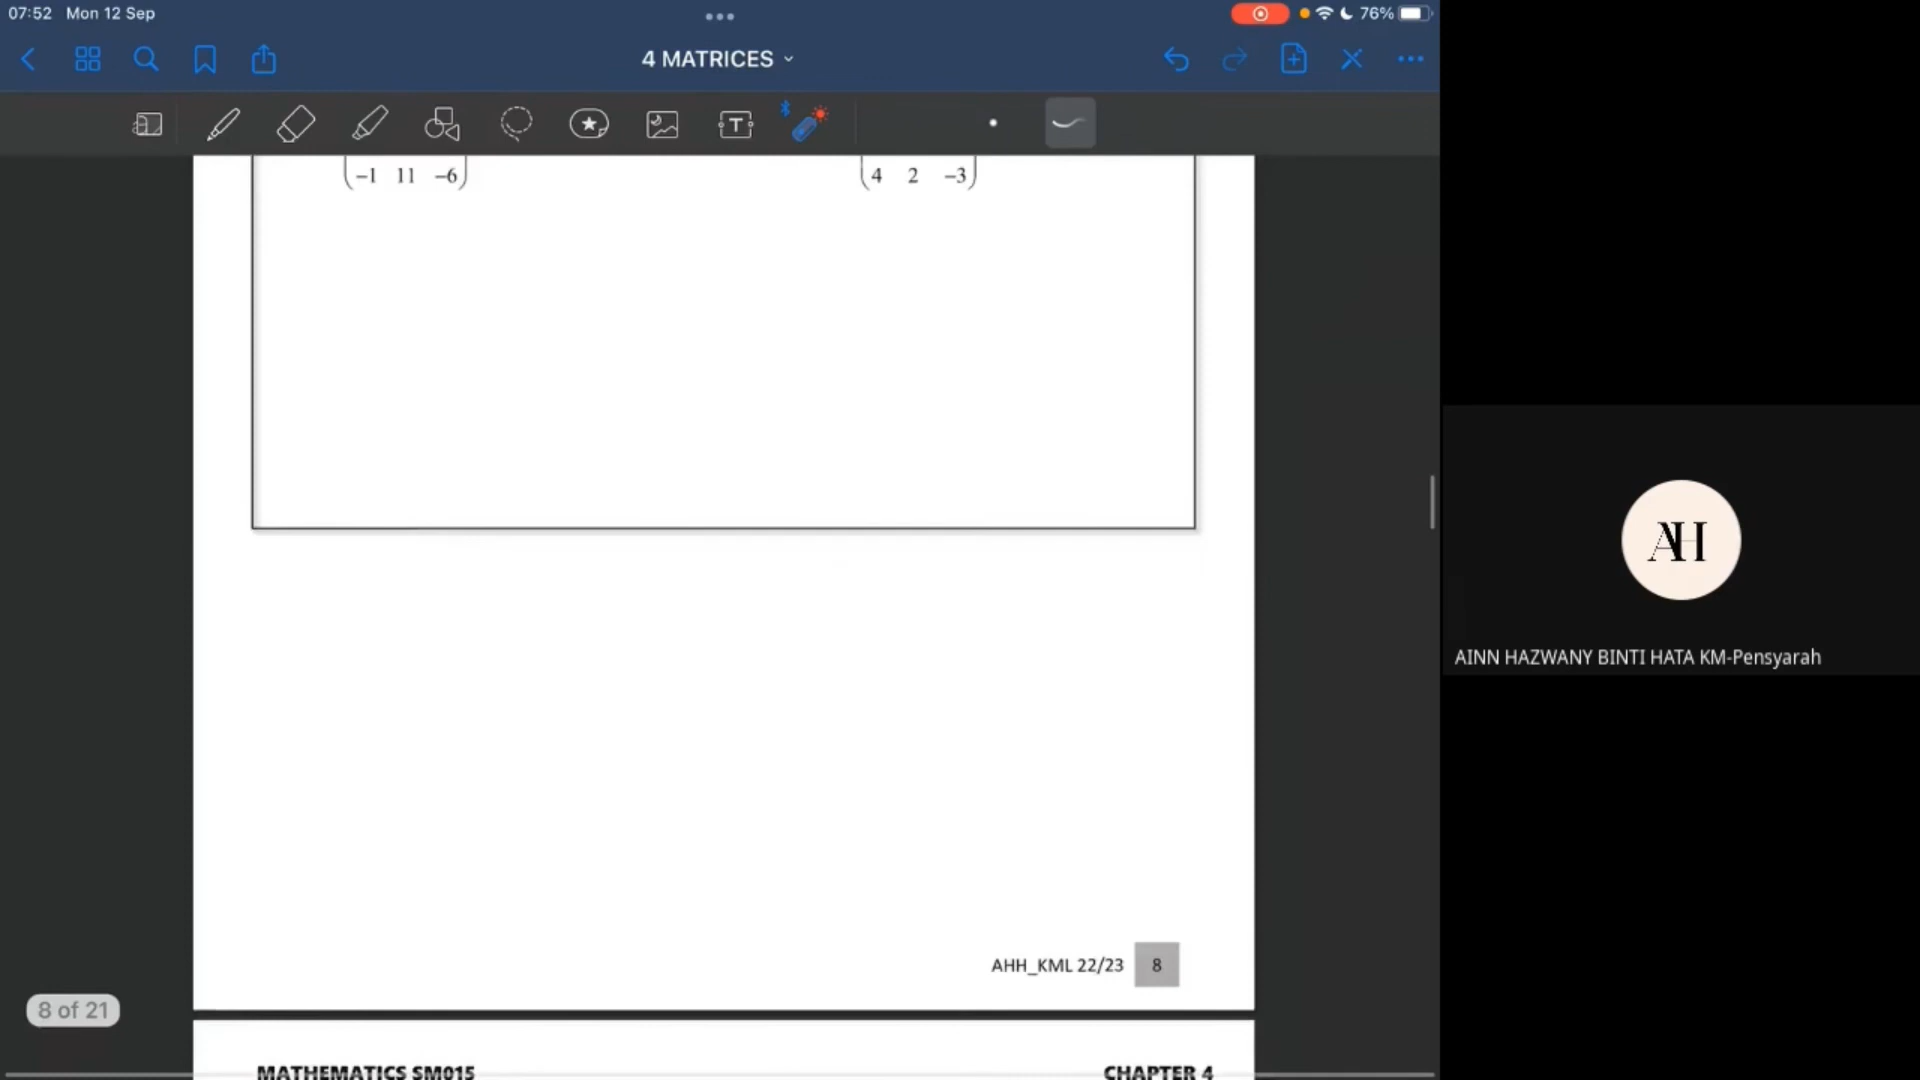 07:52 Mon 12 Sep
76%
4 MATRICES
T
-1 11 -6
4 2 -3
AH
AINN HAZWANY BINTI HATA KM-Pensyarah
AHH_KML 22/23 8
8 of 21
MATHEMATICS SM015 CHAPTER 4